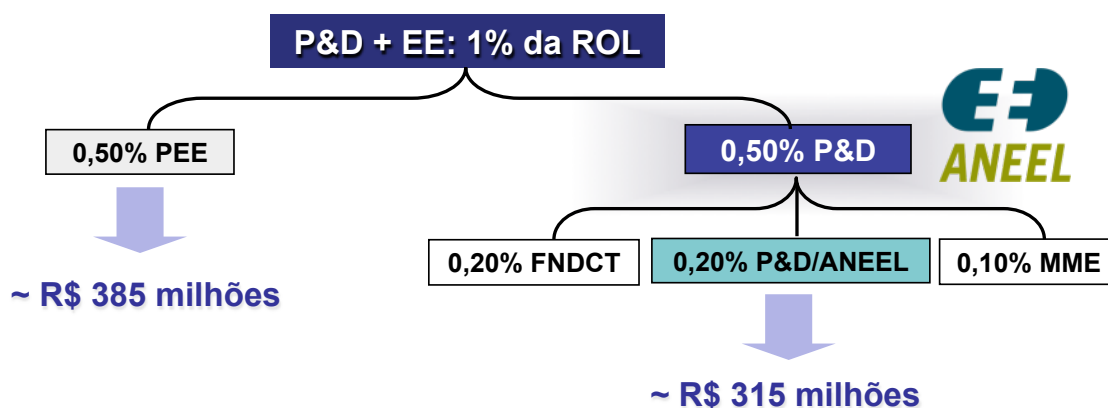 P&D + EE: 1% da ROL
0,50% PEE
0,50% P&D
ANEEL
0,20% FNDCT
0,20% P&D/ANEEL
0,10% MME
~ R$ 385 milhões
~ R$ 315 milhões